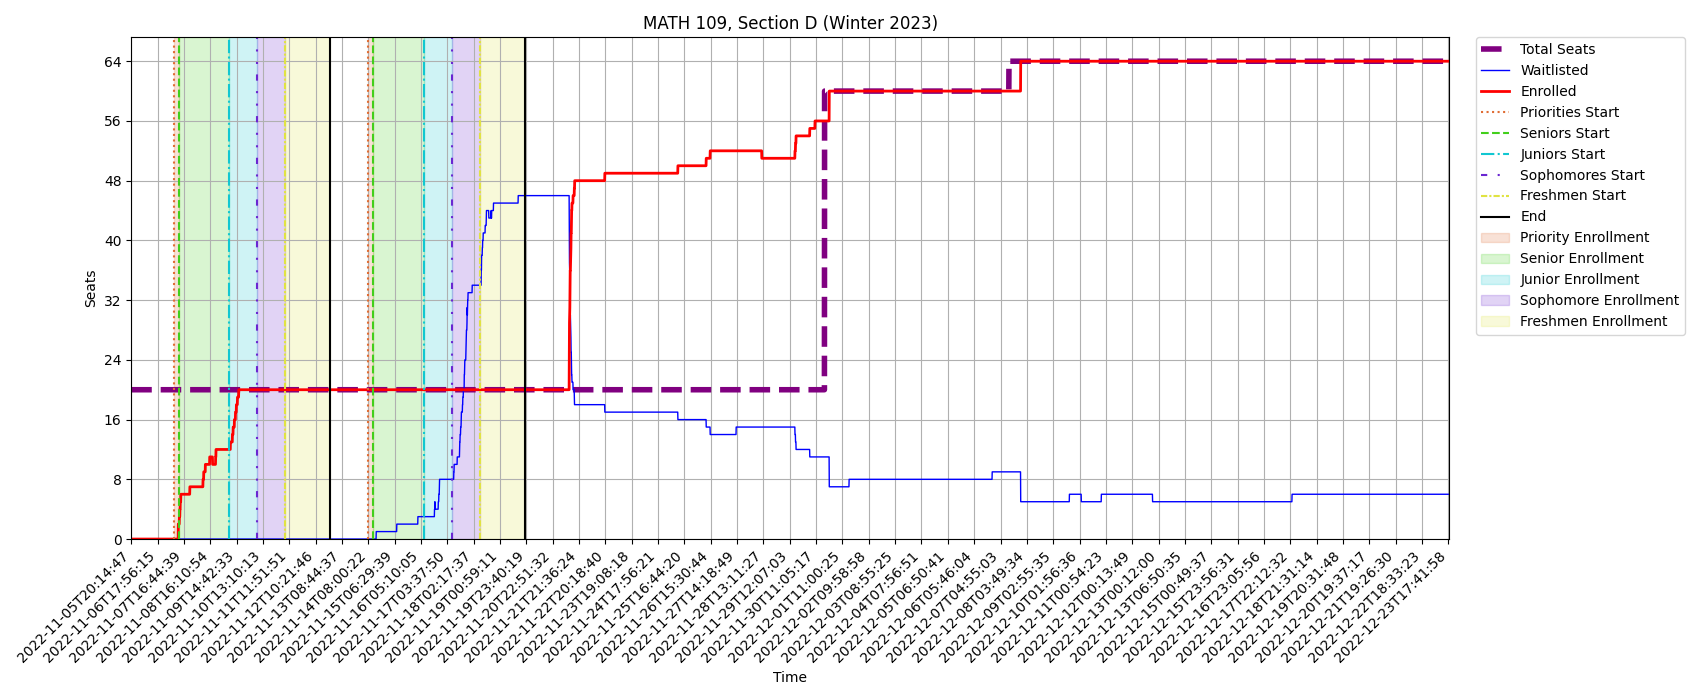 MATH 109, Section D (Winter 2023)
Seats
64
56
48
40
32
24
16
8
0
2022-11-05T20:14:47
2022-11-06T17:56:15
2022-11-07T16:44:39
2022-11-08T16:10:54
2022-11-09T14:42:33
2022-11-10T13:10:13
2022-11-11T11:51:51
2022-11-12T10:21:46
2022-11-13T08:44:37
2022-11-14T08:00:22
2022-11-15T06:29:39
2022-11-16T05:10:05
2022-11-17T03:37:50
2022-11-18T02:17:37
2022-11-19T00:59:11
2022-11-19T23:40:19
2022-11-20T22:51:32
2022-11-21T21:36:24
2022-11-22T20:18:40
2022-11-23T19:08:18
2022-11-24T17:56:21
2022-11-25T16:44:20
2022-11-26T15:30:44
2022-11-27T14:18:49
2022-11-28T13:11:27
2022-11-29T12:07:03
2022-11-30T11:05:17
2022-12-01T11:00:25
2022-12-02T09:58:58
2022-12-03T08:55:25
2022-12-04T07:56:51
2022-12-05T06:50:41
2022-12-06T05:46:04
2022-12-07T04:55:03
2022-12-08T03:49:34
2022-12-09T02:55:35
2022-12-10T01:56:36
2022-12-11T00:54:23
2022-12-12T00:13:49
2022-12-13T00:12:00
2022-12-13T06:50:35
2022-12-15T00:49:37
2022-12-15T23:56:31
2022-12-16T23:05:56
2022-12-17T22:12:32
2022-12-18T21:31:14
2022-12-19T20:31:48
2022-12-20T19:37:17
2022-12-21T19:26:30
2022-12-22T18:33:23
2022-12-23T17:41:58
Time
Total Seats
Waitlisted
Enrolled
Priorities Start
Seniors Start
Juniors Start
Sophomores Start
Freshmen Start
End
Priority Enrollment
Senior Enrollment
Junior Enrollment
Sophomore Enrollment
Freshmen Enrollment